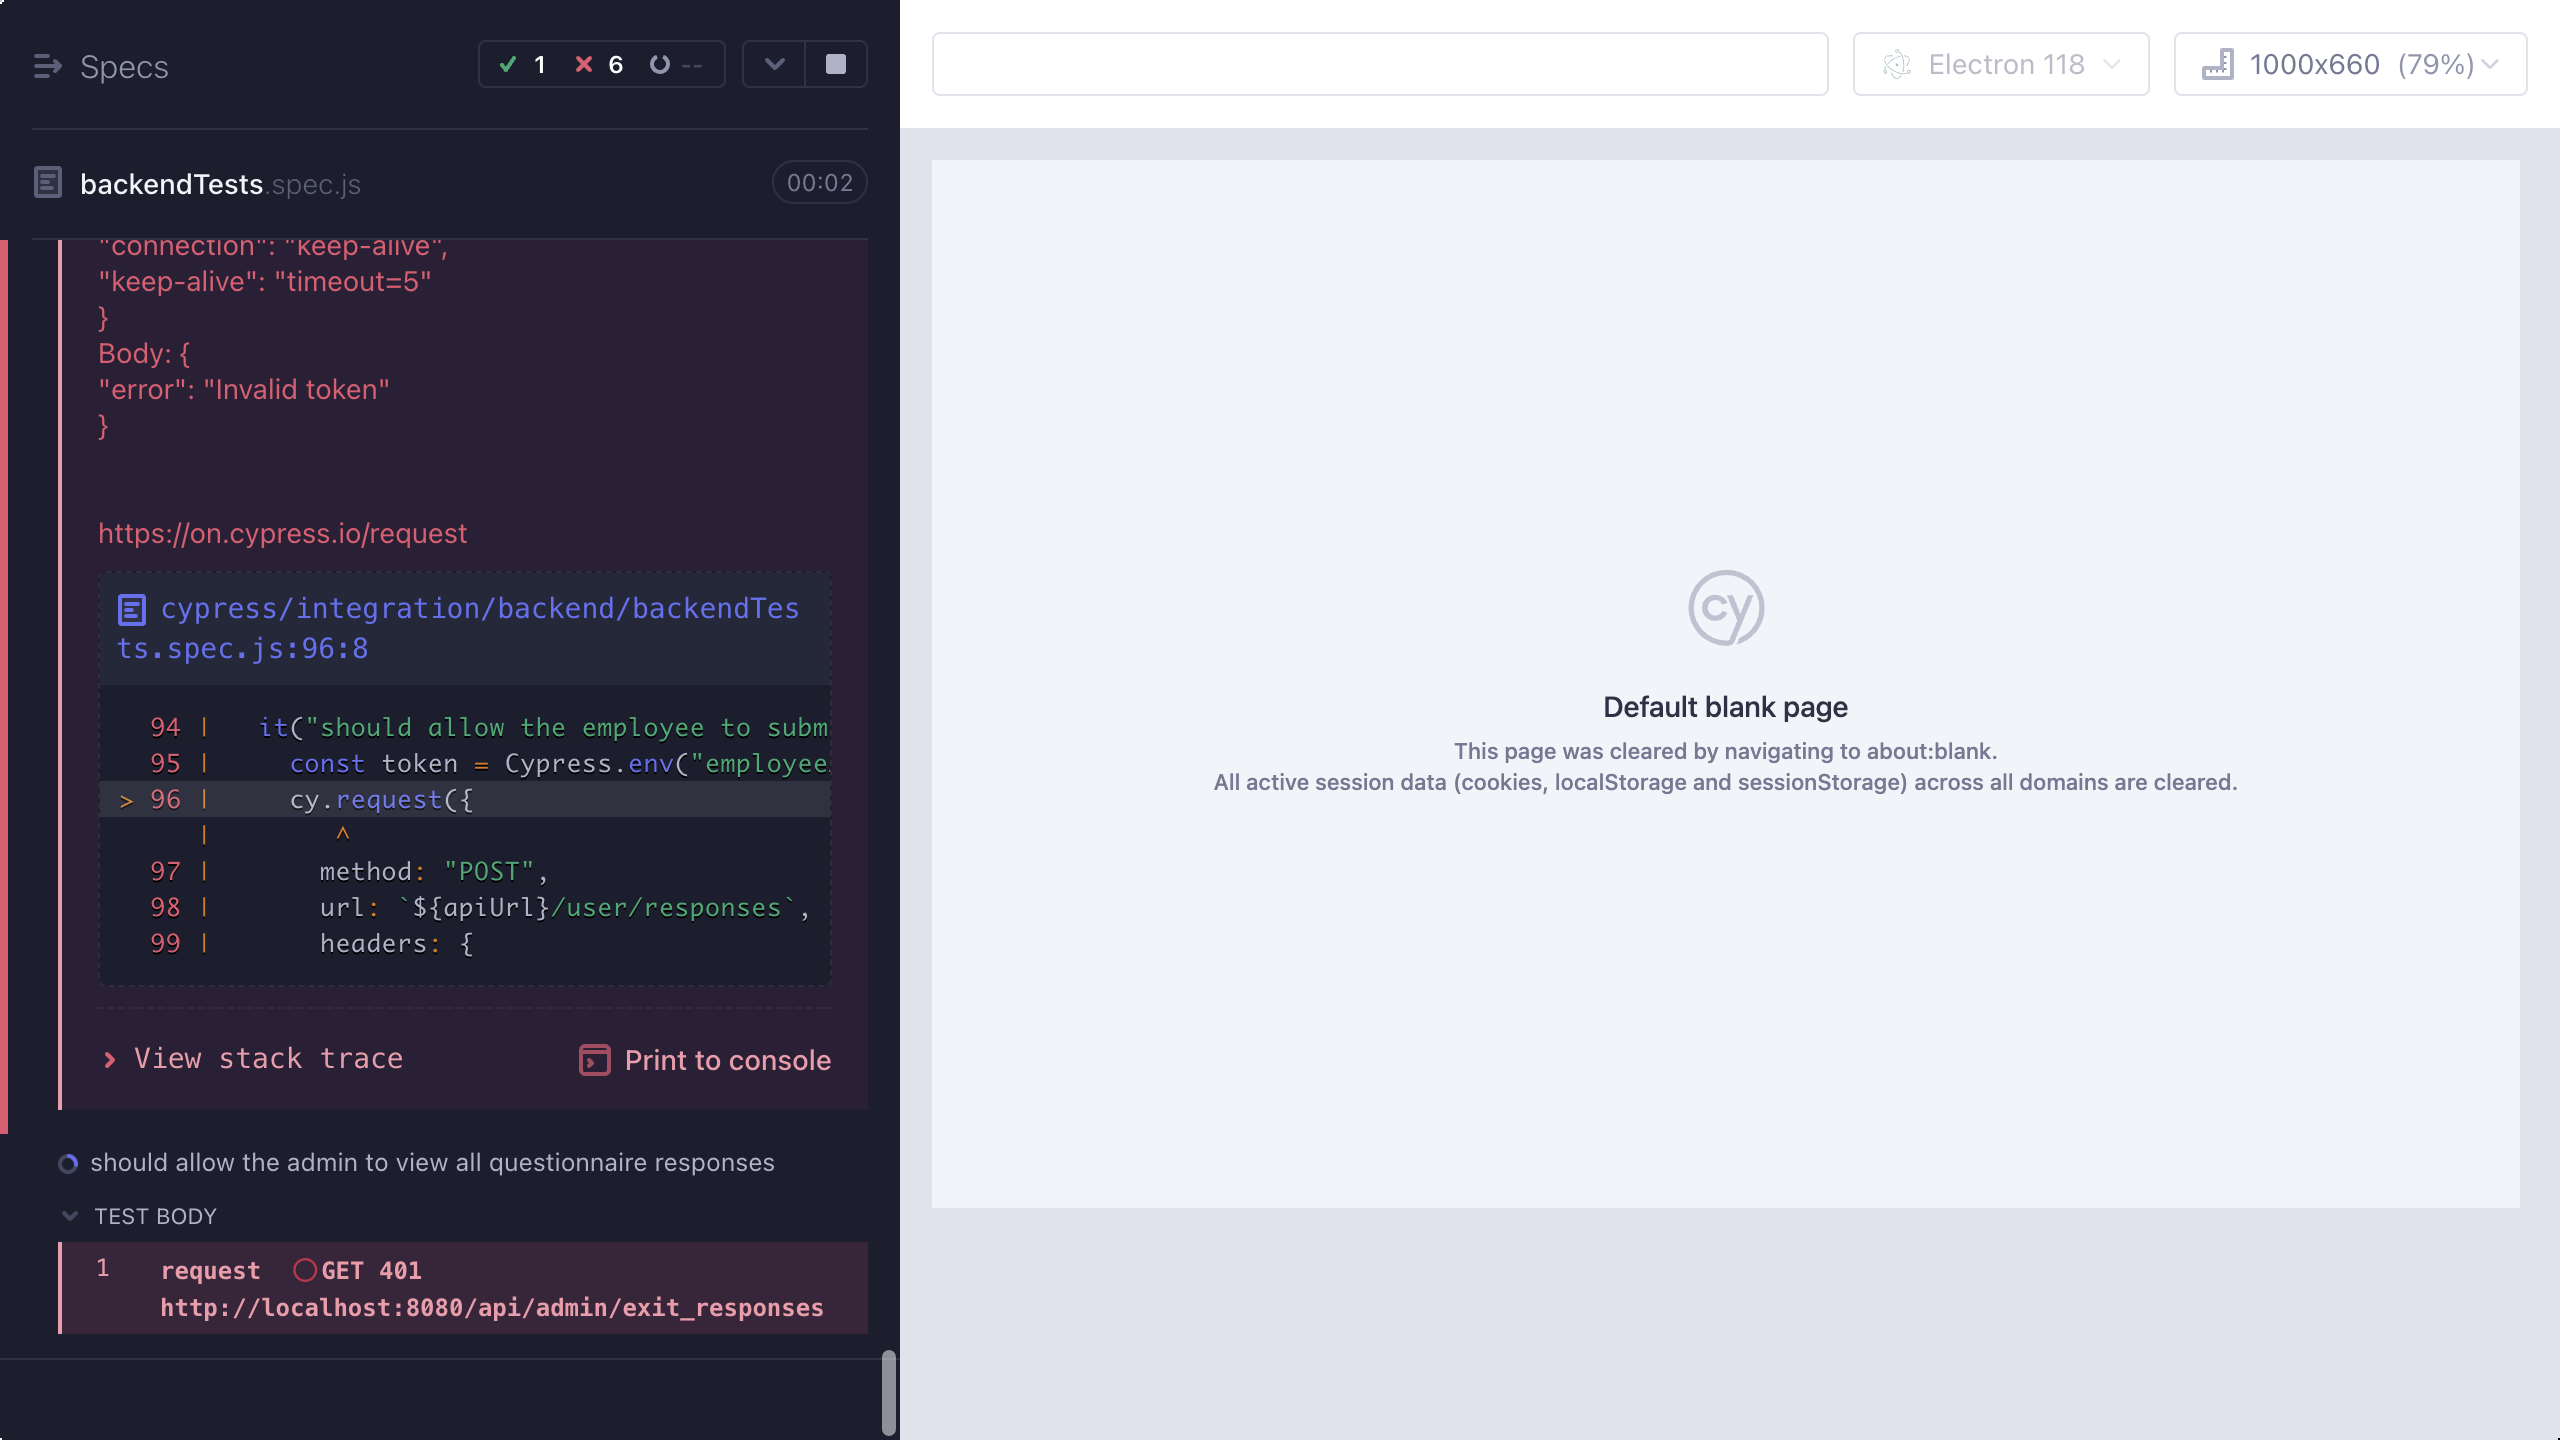 Specs
1 6 --
backendTests.spec.js
00:02
"connection": "keep-alive",
"keep-alive": "timeout=5"
}
Body: {
"error": "Invalid token"
}
https://on.cypress.io/request
cypress/integration/backend/backendTes
ts.spec.js:96:8
94 | it("should allow the employee to subm
95 | const token = Cypress.env("employee
> 96 | cy.request({
| ^
97 | method: "POST",
98 | url: `${apiUrl}/user/responses`,
99 | headers: {
View stack trace
Print to console
should allow the admin to view all questionnaire responses
TEST BODY
1 request GET 401
http://localhost:8080/api/admin/exit_responses
Electron 118
1000x660 (79%)
cy
Default blank page
This page was cleared by navigating to about:blank.
All active session data (cookies, localStorage and sessionStorage) across all domains are cleared.